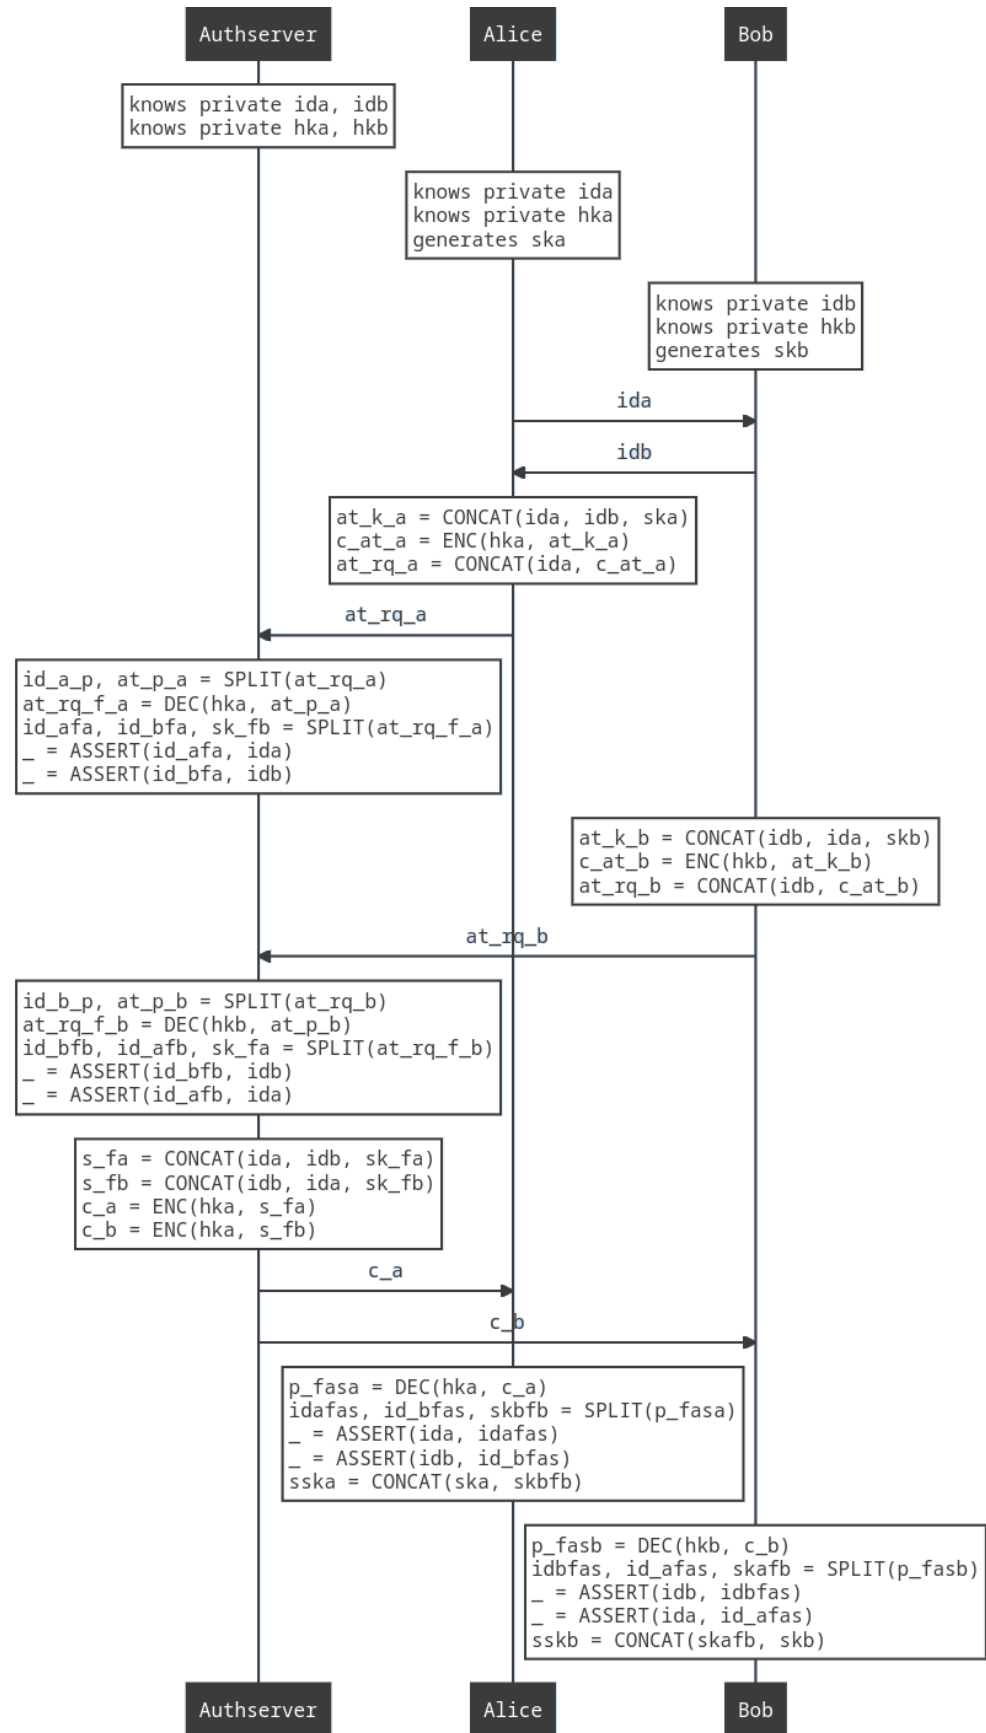 Authserver Alice Bob
knows private ida, idb
knows private hka, hkb
knows private ida
knows private hka
generates ska
knows private idb
knows private hkb
generates skb
ida
idb
at_k_a = CONCAT(ida, idb, ska)
c_at_a = ENC(hka, at_k_a)
at_rq_a = CONCAT(ida, c_at_a)
at_rq_a
id_a_p, at_p_a = SPLIT(at_rq_a)
at_rq_f_a = DEC(hka, at_p_a)
id_afa, id_bfa, sk_fb = SPLIT(at_rq_f_a)
_ = ASSERT(id_afa, ida)
_ = ASSERT(id_bfa, idb)
at_k_b = CONCAT(idb, ida, skb)
c_at_b = ENC(hkb, at_k_b)
at_rq_b = CONCAT(idb, c_at_b)
at_rq_b
id_b_p, at_p_b = SPLIT(at_rq_b)
at_rq_f_b = DEC(hkb, at_p_b)
id_bfb, id_afb, sk_fa = SPLIT(at_rq_f_b)
_ = ASSERT(id_bfb, idb)
_ = ASSERT(id_afb, ida)
s_fa = CONCAT(ida, idb, sk_fa)
s_fb = CONCAT(idb, ida, sk_fb)
c_a = ENC(hka, s_fa)
c_b = ENC(hka, s_fb)
c_a
c_b
p_fasa = DEC(hka, c_a)
idafas, id_bfas, skbfb = SPLIT(p_fasa)
_ = ASSERT(ida, idafas)
_ = ASSERT(idb, id_bfas)
sska = CONCAT(ska, skbfb)
p_fasb = DEC(hkb, c_b)
idbfas, id_afas, skafb = SPLIT(p_fasb)
_ = ASSERT(idb, idbfas)
_ = ASSERT(ida, id_afas)
sskb = CONCAT(skafb, skb)
Authserver Alice Bob